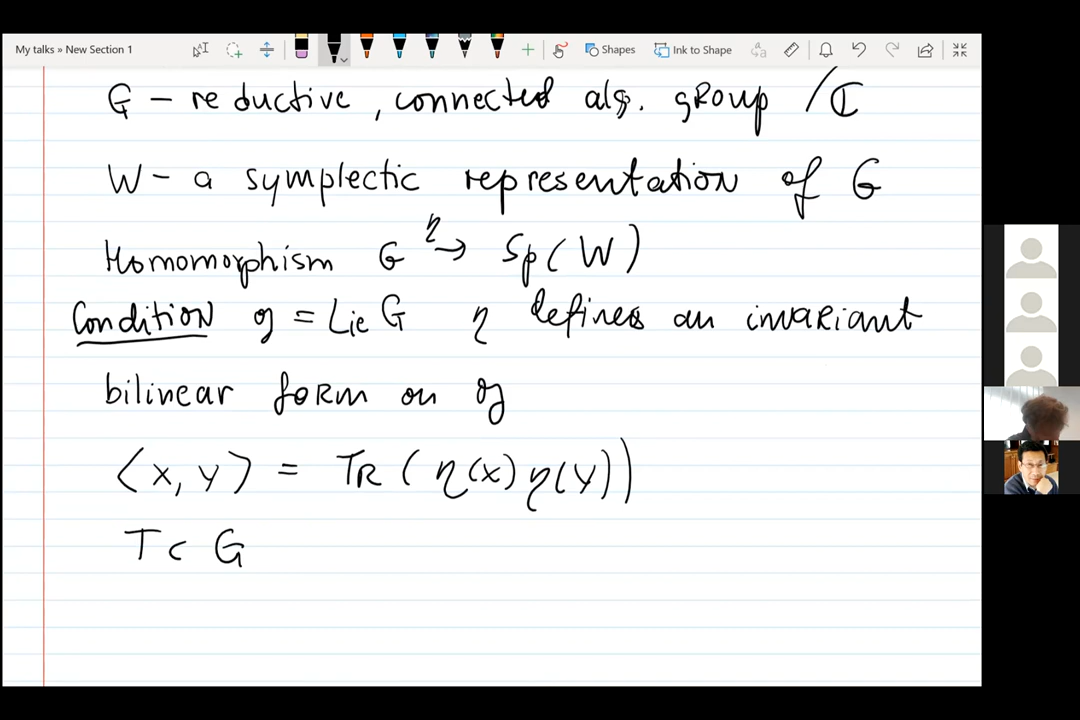 My talks » New Section 1
Shapes
Ink to Shape
G – reductive, connected alg. group /ℂ
W – a symplectic representation of G
Homomorphism G →^η Sp(W)
Condition 𝔤 = Lie G η defines an invariant
bilinear form on 𝔤
⟨x, y⟩ = TR(η(x)η(y))
T ⊂ G